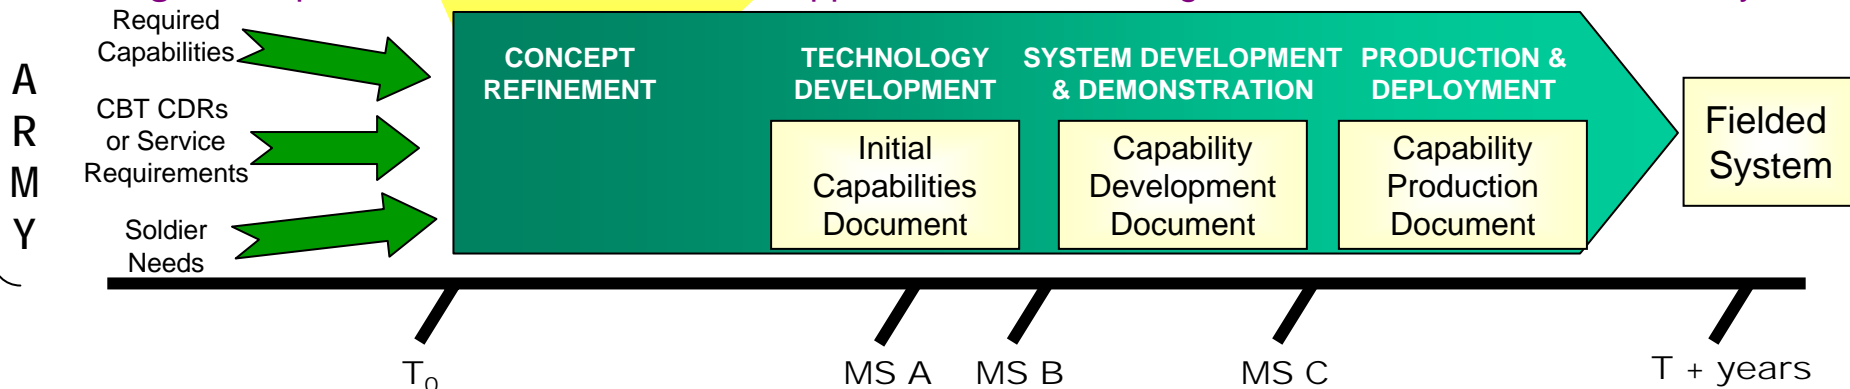 Required
Capabilities
CBT CDRs
or Service
Requirements
Soldier
Needs
A
R
M
Y
CONCEPT
REFINEMENT
TECHNOLOGY
DEVELOPMENT
SYSTEM DEVELOPMENT
& DEMONSTRATION
PRODUCTION &
DEPLOYMENT
Initial
Capabilities
Document
Capability
Development
Document
Capability
Production
Document
Fielded
System
T0
MS A
MS B
MS C
T + years